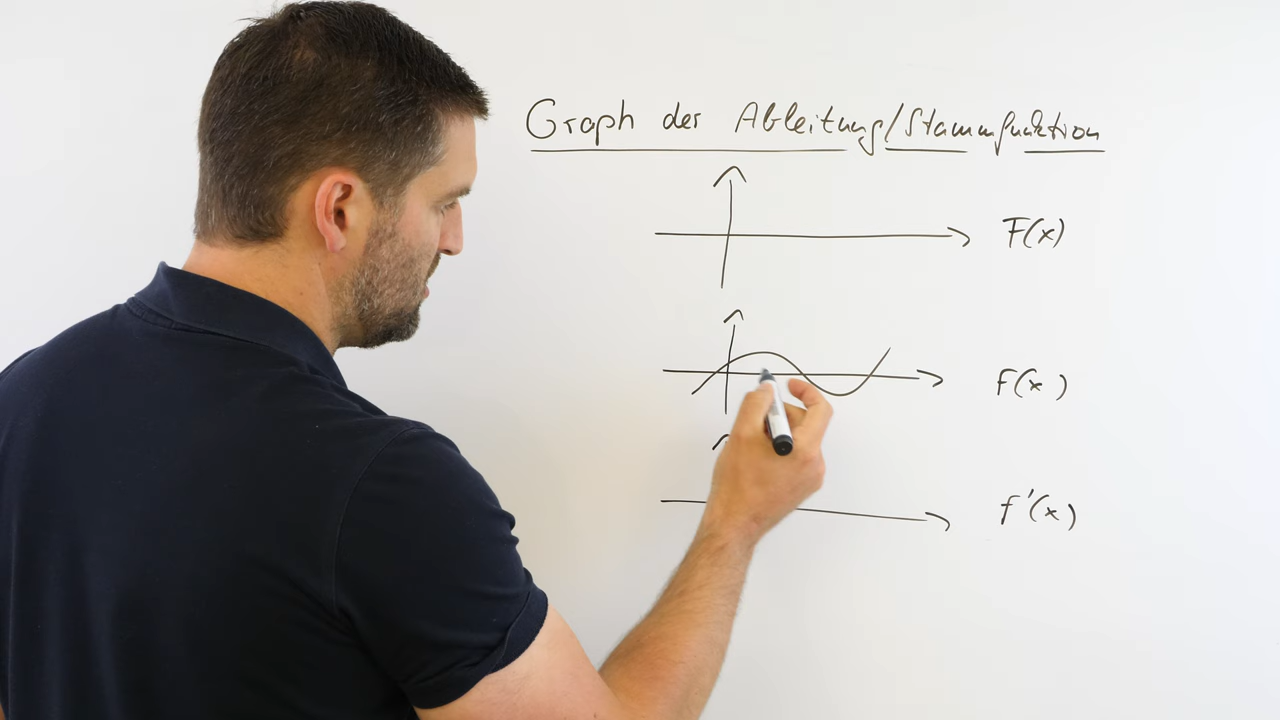 Graph der Ableitung/Stammfunktion
F(x)
f(x)
f'(x)